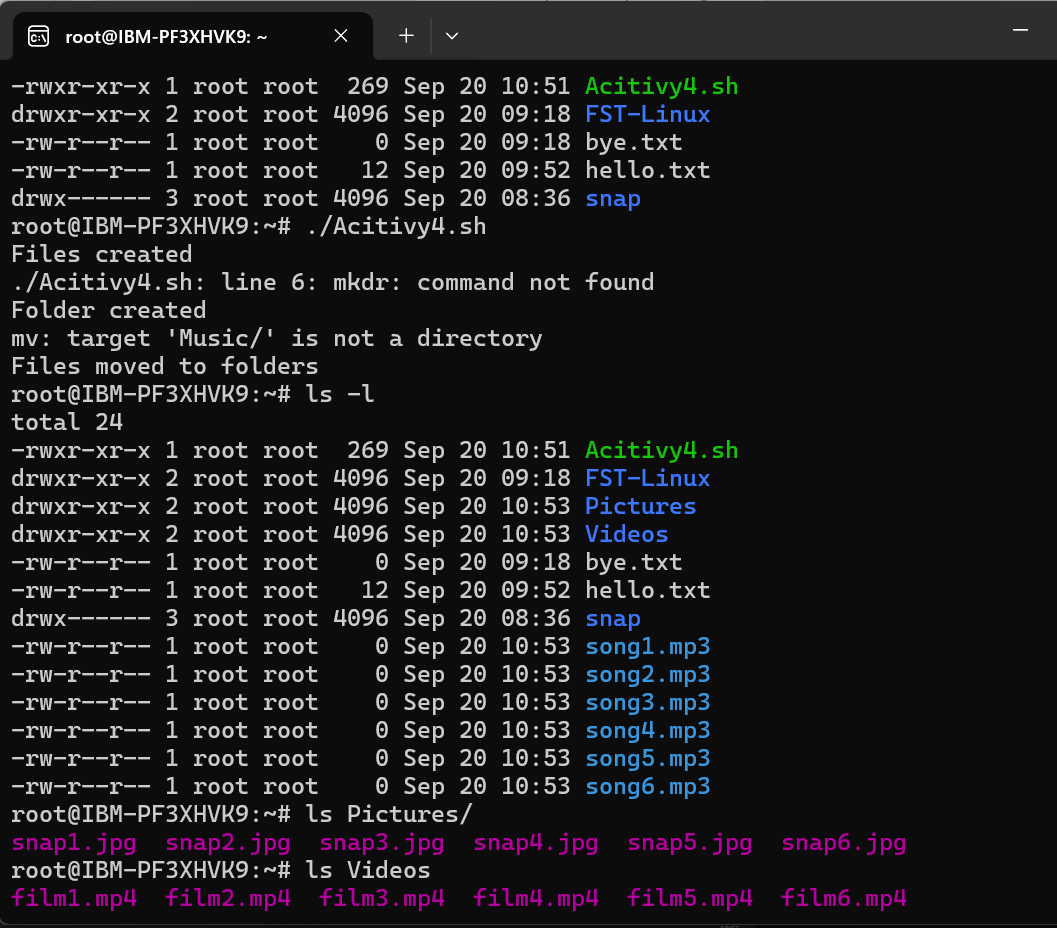 root@IBM-PF3XHVK9: ~
-rwxr-xr-x 1 root root  269 Sep 20 10:51 Acitivy4.sh
drwxr-xr-x 2 root root 4096 Sep 20 09:18 FST-Linux
-rw-r--r-- 1 root root    0 Sep 20 09:18 bye.txt
-rw-r--r-- 1 root root   12 Sep 20 09:52 hello.txt
drwx------ 3 root root 4096 Sep 20 08:36 snap
root@IBM-PF3XHVK9:~# ./Acitivy4.sh
Files created
./Acitivy4.sh: line 6: mkdr: command not found
Folder created
mv: target 'Music/' is not a directory
Files moved to folders
root@IBM-PF3XHVK9:~# ls -l
total 24
-rwxr-xr-x 1 root root  269 Sep 20 10:51 Acitivy4.sh
drwxr-xr-x 2 root root 4096 Sep 20 09:18 FST-Linux
drwxr-xr-x 2 root root 4096 Sep 20 10:53 Pictures
drwxr-xr-x 2 root root 4096 Sep 20 10:53 Videos
-rw-r--r-- 1 root root    0 Sep 20 09:18 bye.txt
-rw-r--r-- 1 root root   12 Sep 20 09:52 hello.txt
drwx------ 3 root root 4096 Sep 20 08:36 snap
-rw-r--r-- 1 root root    0 Sep 20 10:53 song1.mp3
-rw-r--r-- 1 root root    0 Sep 20 10:53 song2.mp3
-rw-r--r-- 1 root root    0 Sep 20 10:53 song3.mp3
-rw-r--r-- 1 root root    0 Sep 20 10:53 song4.mp3
-rw-r--r-- 1 root root    0 Sep 20 10:53 song5.mp3
-rw-r--r-- 1 root root    0 Sep 20 10:53 song6.mp3
root@IBM-PF3XHVK9:~# ls Pictures/
snap1.jpg  snap2.jpg  snap3.jpg  snap4.jpg  snap5.jpg  snap6.jpg
root@IBM-PF3XHVK9:~# ls Videos
film1.mp4  film2.mp4  film3.mp4  film4.mp4  film5.mp4  film6.mp4